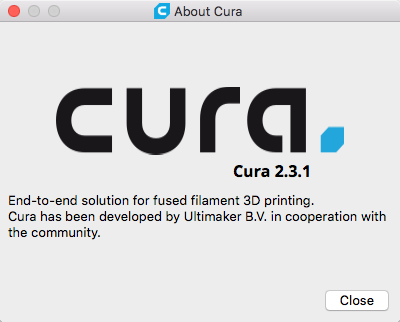 About Cura
cura.
Cura 2.3.1
End-to-end solution for fused filament 3D printing.
Cura has been developed by Ultimaker B.V. in cooperation with
the community.
Close